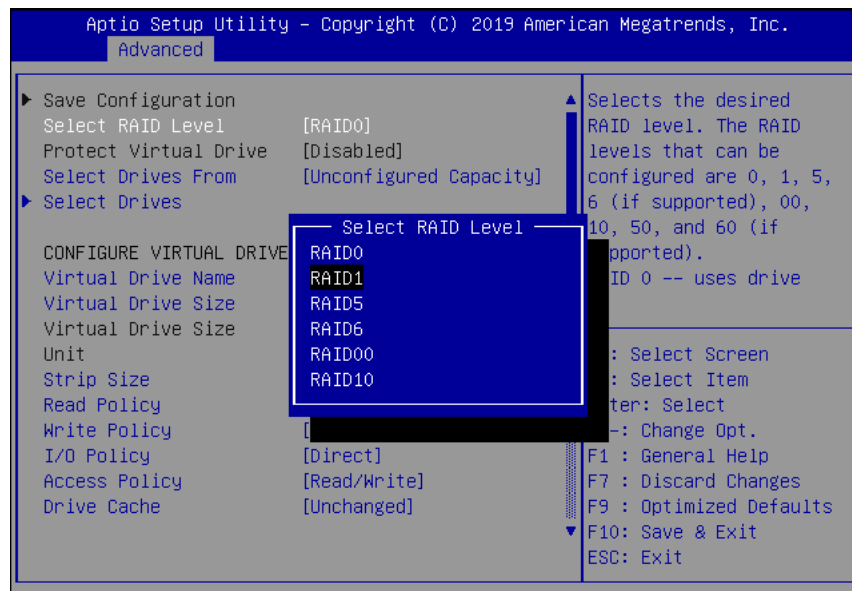 Aptio Setup Utility – Copyright (C) 2019 American Megatrends, Inc.
Advanced
Save Configuration
Select RAID Level [RAID0]
Protect Virtual Drive [Disabled]
Select Drives From [Unconfigured Capacity]
Select Drives
CONFIGURE VIRTUAL DRIVE
Virtual Drive Name
Virtual Drive Size
Virtual Drive Size
Unit
Strip Size
Read Policy
Write Policy [
I/O Policy [Direct]
Access Policy [Read/Write]
Drive Cache [Unchanged]
Select RAID Level
RAID0
RAID1
RAID5
RAID6
RAID00
RAID10
Selects the desired
RAID level. The RAID
levels that can be
configured are 0, 1, 5,
6 (if supported), 00,
10, 50, and 60 (if
pported).
ID 0 -- uses drive
: Select Screen
: Select Item
ter: Select
-: Change Opt.
F1 : General Help
F7 : Discard Changes
F9 : Optimized Defaults
F10: Save & Exit
ESC: Exit